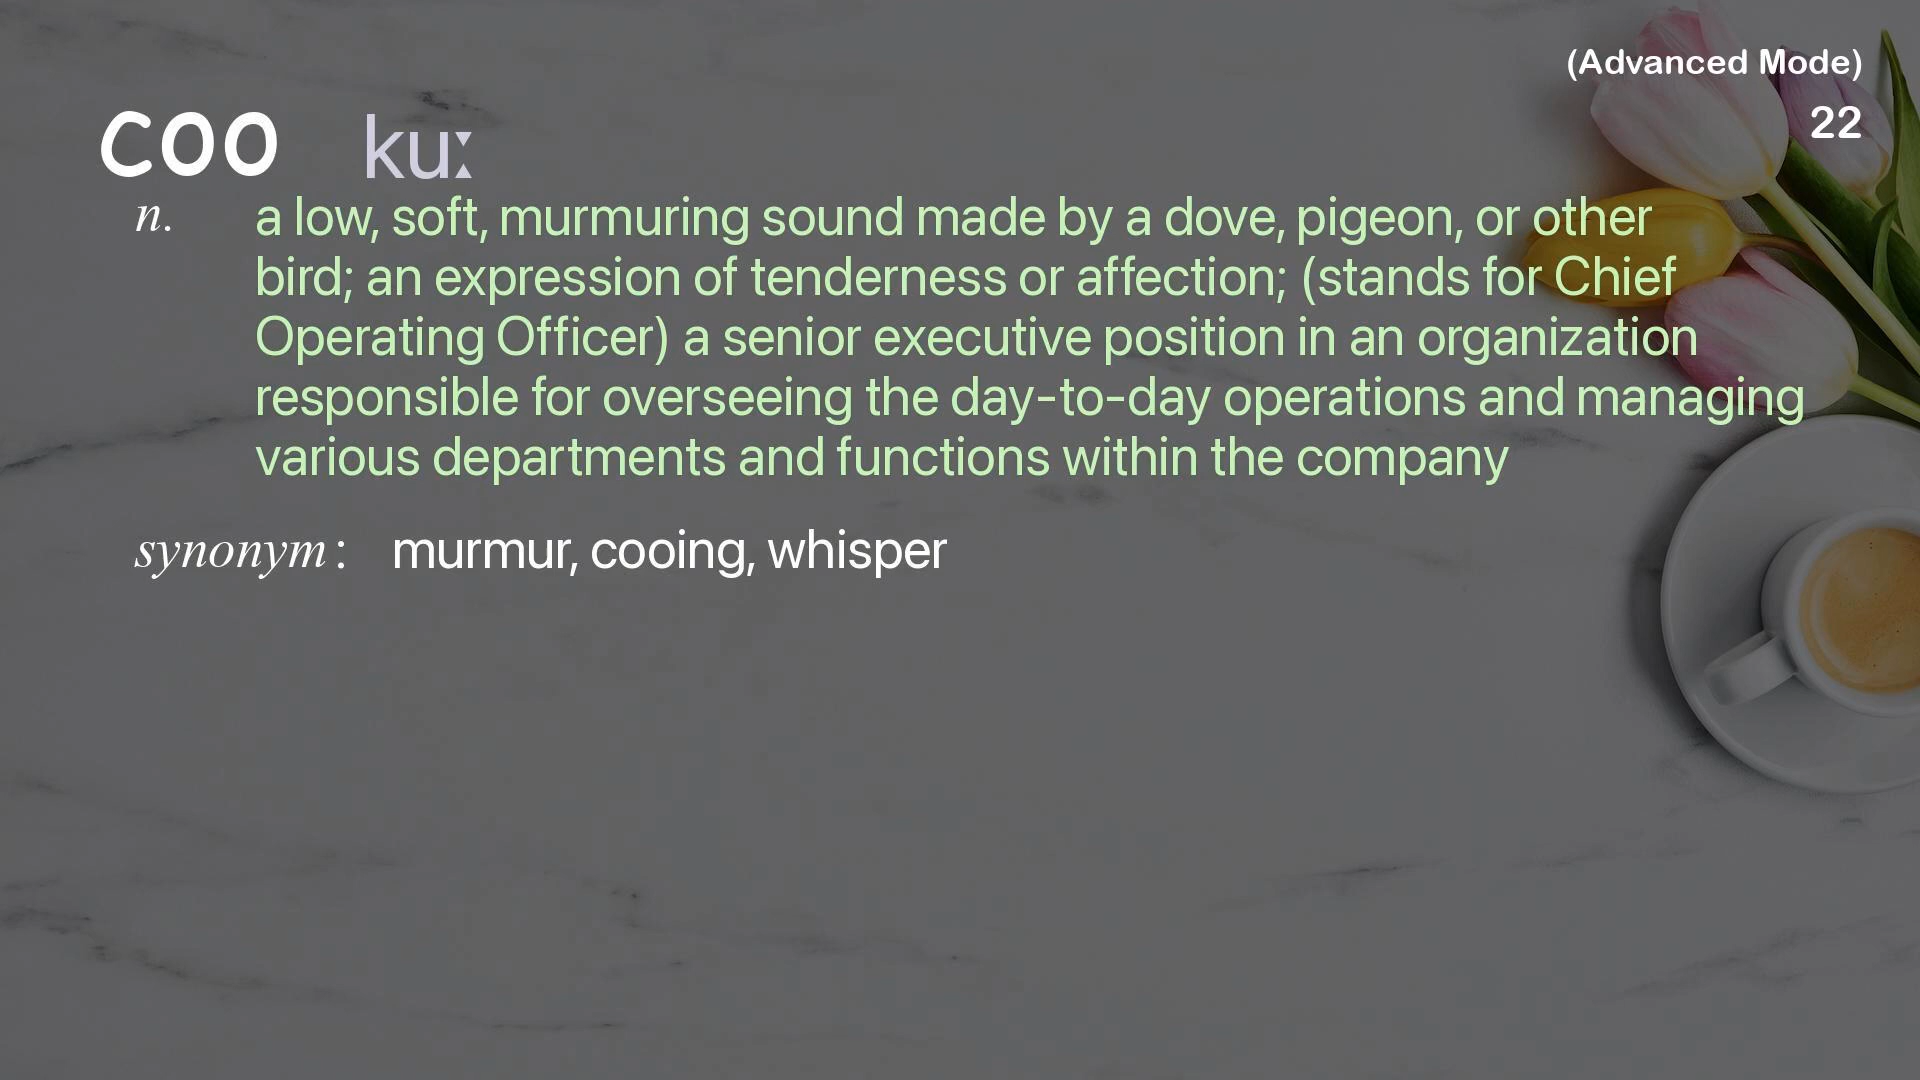 (Advanced Mode)
22
coo kuː
n. a low, soft, murmuring sound made by a dove, pigeon, or other
bird; an expression of tenderness or affection; (stands for Chief
Operating Officer) a senior executive position in an organization
responsible for overseeing the day-to-day operations and managing
various departments and functions within the company
synonym : murmur, cooing, whisper